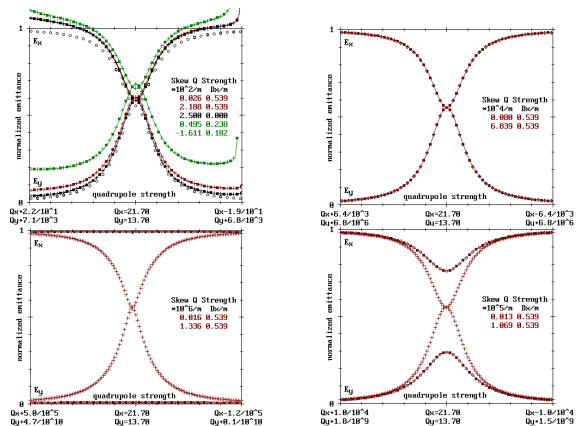 1
Ex
normalized emittance
Skew Q Strength
*10^2/m Dx/m
0.026 0.539
2.188 0.539
2.500 0.000
0.495 0.238
-1.611 0.182
Ey
quadrupole strength
0
Qx+2.2/10^1 Qx=21.70 Qx-1.9/10^1
Qy+7.1/10^3 Qy=13.70 Qy+6.8/10^3
1
Ex
normalized emittance
Skew Q Strength
*10^4/m Dx/m
0.080 0.539
6.839 0.539
Ey
quadrupole strength
0
Qx+6.4/10^3 Qx=21.70 Qx-6.4/10^3
Qy+6.8/10^6 Qy=13.70 Qy+6.8/10^6
1
Ex
normalized emittance
Skew Q Strength
*10^6/m Dx/m
0.016 0.539
1.336 0.539
Ey
quadrupole strength
0
Qx+5.0/10^5 Qx=21.70 Qx-1.2/10^5
Qy+4.7/10^10 Qy=13.70 Qy+0.1/10^10
1
Ex
normalized emittance
Skew Q Strength
*10^5/m Dx/m
0.013 0.539
1.069 0.539
Ey
quadrupole strength
0
Qx+1.0/10^4 Qx=21.70 Qx-1.0/10^4
Qy+1.8/10^9 Qy=13.70 Qy+1.5/10^9